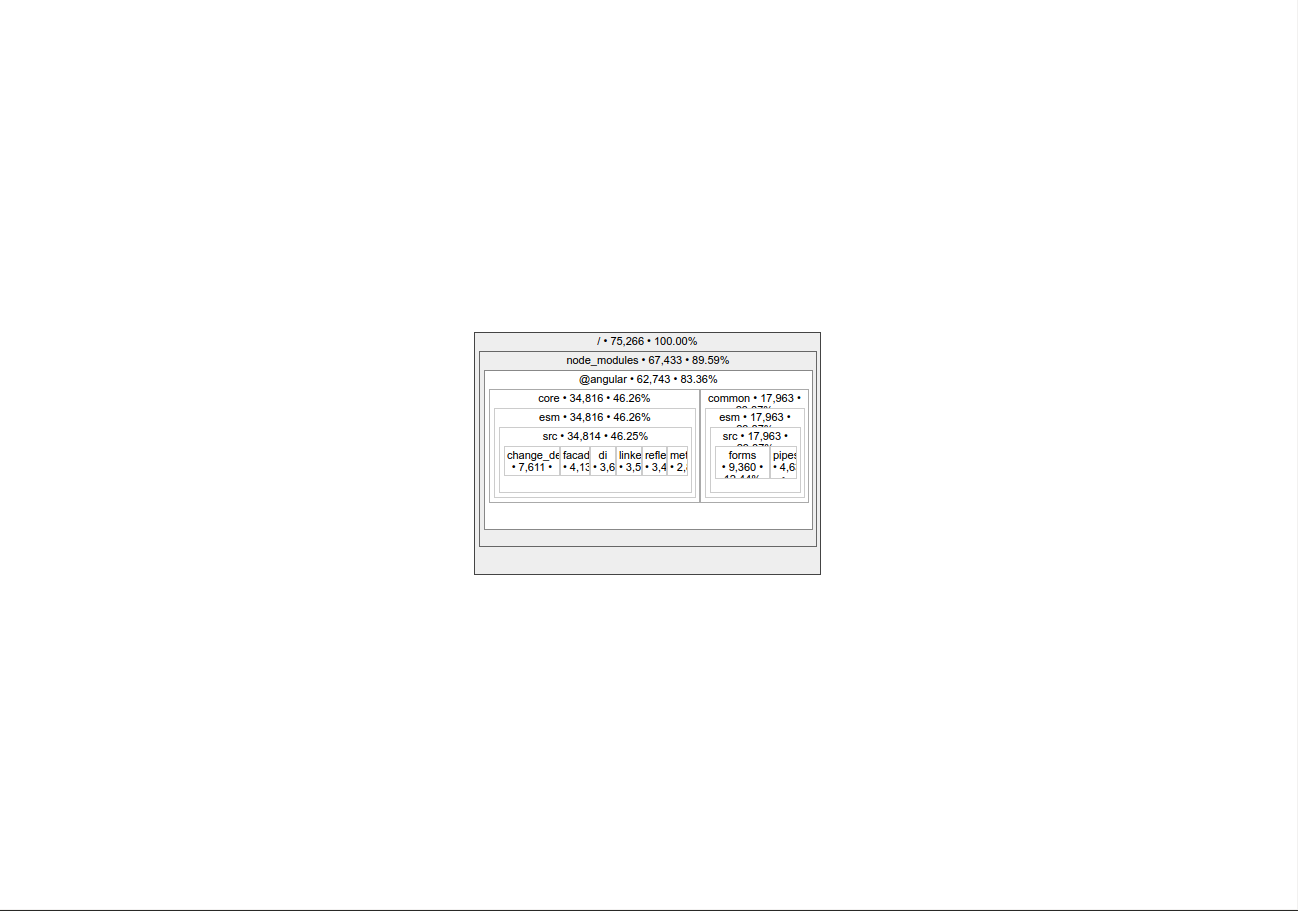 / • 75,266 • 100.00%
node_modules • 67,433 • 89.59%
@angular • 62,743 • 83.36%
core • 34,816 • 46.26%
esm • 34,816 • 46.26%
src • 34,814 • 46.25%
change_de
• 7,611 •
facad
• 4,13
di
• 3,6
linke
• 3,5
refle
• 3,4
met
• 2,
common • 17,963 •
esm • 17,963 •
src • 17,963 •
forms
• 9,360 •
pipes
• 4,6